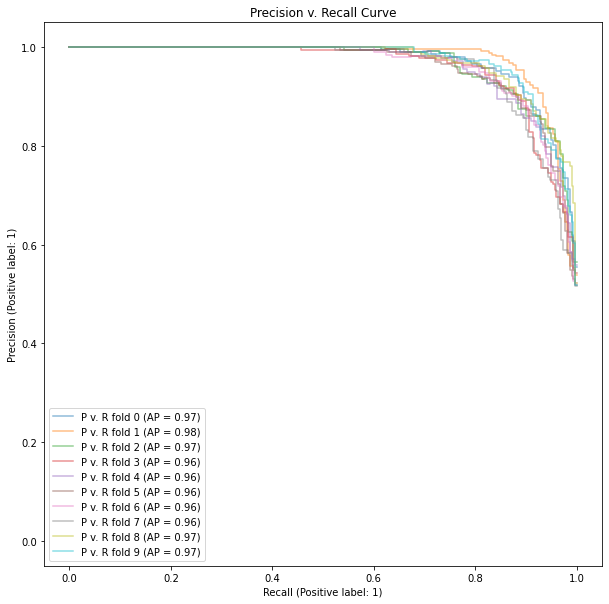 Precision v. Recall Curve
1.0
0.8
0.6
0.4
0.2
0.0
Precision (Positive label: 1)
P v. R fold 0 (AP = 0.97)
P v. R fold 1 (AP = 0.98)
P v. R fold 2 (AP = 0.97)
P v. R fold 3 (AP = 0.96)
P v. R fold 4 (AP = 0.96)
P v. R fold 5 (AP = 0.96)
P v. R fold 6 (AP = 0.96)
P v. R fold 7 (AP = 0.96)
P v. R fold 8 (AP = 0.97)
P v. R fold 9 (AP = 0.97)
0.0 0.2 0.4 0.6 0.8 1.0
Recall (Positive label: 1)